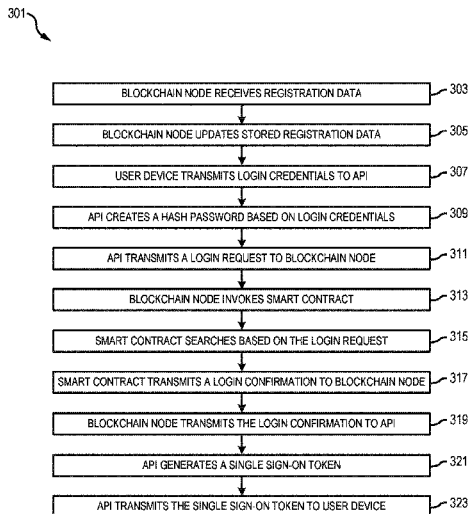 301
BLOCKCHAIN NODE RECEIVES REGISTRATION DATA 303
BLOCKCHAIN NODE UPDATES STORED REGISTRATION DATA 305
USER DEVICE TRANSMITS LOGIN CREDENTIALS TO API 307
API CREATES A HASH PASSWORD BASED ON LOGIN CREDENTIALS 309
API TRANSMITS A LOGIN REQUEST TO BLOCKCHAIN NODE 311
BLOCKCHAIN NODE INVOKES SMART CONTRACT 313
SMART CONTRACT SEARCHES BASED ON THE LOGIN REQUEST 315
SMART CONTRACT TRANSMITS A LOGIN CONFIRMATION TO BLOCKCHAIN NODE 317
BLOCKCHAIN NODE TRANSMITS THE LOGIN CONFIRMATION TO API 319
API GENERATES A SINGLE SIGN-ON TOKEN 321
API TRANSMITS THE SINGLE SIGN-ON TOKEN TO USER DEVICE 323